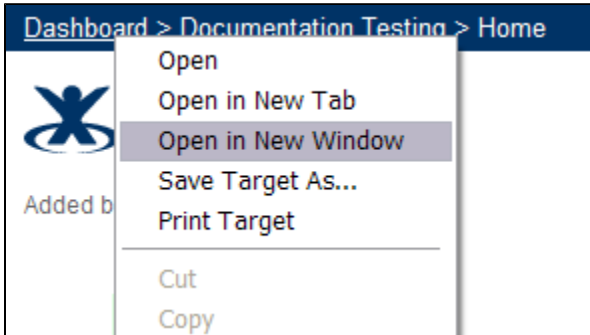 Dashboard > Documentation Testing > Home
Open
Open in New Tab
Open in New Window
Save Target As...
Print Target
Added b
Cut
Copy